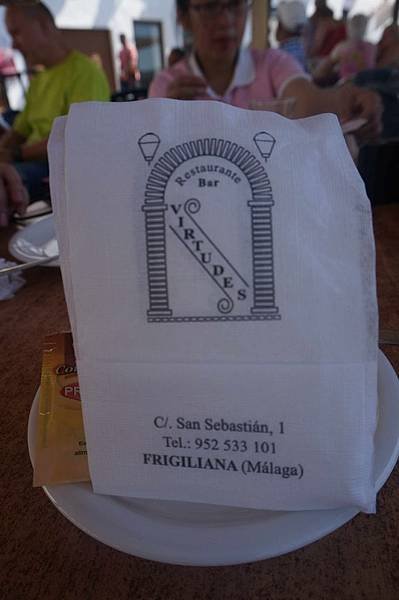 Restaurante
Bar
VIRTUDES
C/. San Sebastián, 1
Tel.: 952 533 101
FRIGILIANA (Málaga)